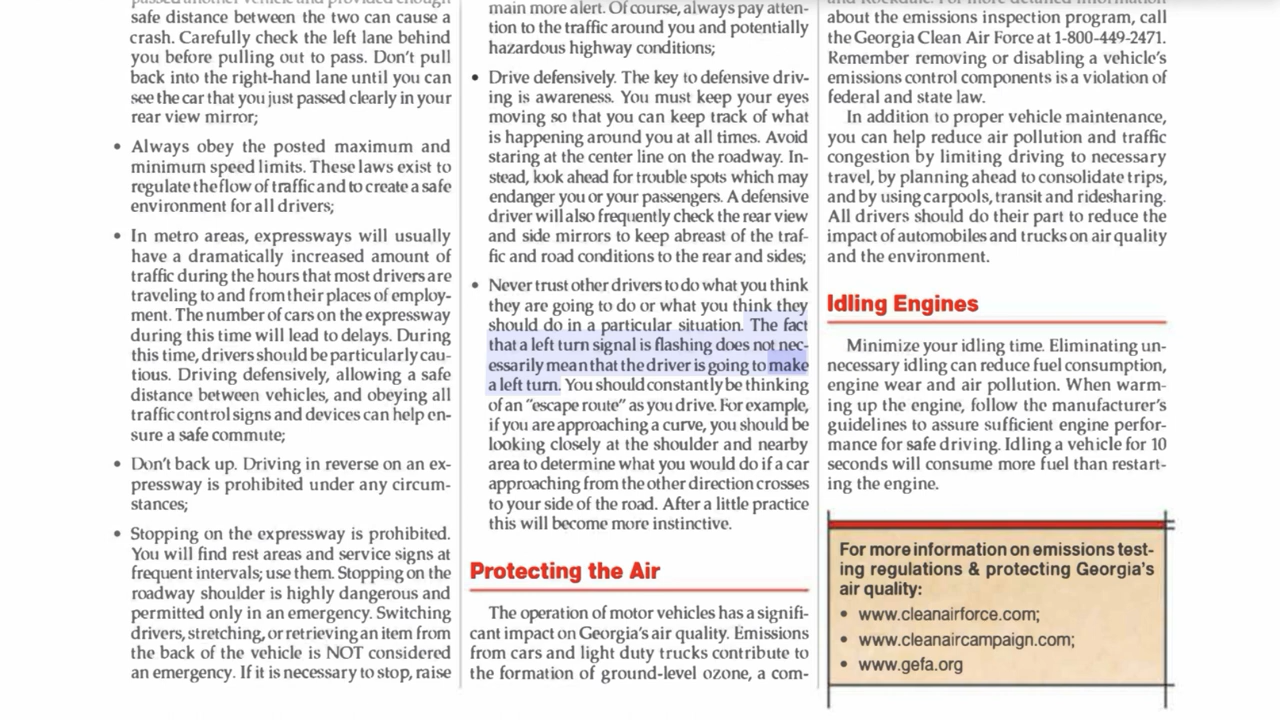 safe distance between the two can cause a
crash. Carefully check the left lane behind
you before pulling out to pass. Don't pull
back into the right-hand lane until you can
see the car that you just passed clearly in your
rear view mirror;
• Always obey the posted maximum and
minimum speed limits. These laws exist to
regulate the flow of traffic and to create a safe
environment for all drivers;
• In metro areas, expressways will usually
have a dramatically increased amount of
traffic during the hours that most drivers are
traveling to and from their places of employ-
ment. The number of cars on the expressway
during this time will lead to delays. During
this time, drivers should be particularly cau-
tious. Driving defensively, allowing a safe
distance between vehicles, and obeying all
traffic control signs and devices can help en-
sure a safe commute;
• Don't back up. Driving in reverse on an ex-
pressway is prohibited under any circum-
stances;
• Stopping on the expressway is prohibited.
You will find rest areas and service signs at
frequent intervals; use them. Stopping on the
roadway shoulder is highly dangerous and
permitted only in an emergency. Switching
drivers, stretching, or retrieving an item from
the back of the vehicle is NOT considered
an emergency. If it is necessary to stop, raise
main more alert. Of course, always pay atten-
tion to the traffic around you and potentially
hazardous highway conditions;
• Drive defensively. The key to defensive driv-
ing is awareness. You must keep your eyes
moving so that you can keep track of what
is happening around you at all times. Avoid
staring at the center line on the roadway. In-
stead, look ahead for trouble spots which may
endanger you or your passengers. A defensive
driver will also frequently check the rear view
and side mirrors to keep abreast of the traf-
fic and road conditions to the rear and sides;
• Never trust other drivers to do what you think
they are going to do or what you think they
should do in a particular situation. The fact
that a left turn signal is flashing does not nec-
essarily mean that the driver is going to make
a left turn. You should constantly be thinking
of an "escape route" as you drive. For example,
if you are approaching a curve, you should be
looking closely at the shoulder and nearby
area to determine what you would do if a car
approaching from the other direction crosses
to your side of the road. After a little practice
this will become more instinctive.
Protecting the Air
The operation of motor vehicles has a signifi-
cant impact on Georgia's air quality. Emissions
from cars and light duty trucks contribute to
the formation of ground-level ozone, a com-
about the emissions inspection program, call
the Georgia Clean Air Force at 1-800-449-2471.
Remember removing or disabling a vehicle's
emissions control components is a violation of
federal and state law.
In addition to proper vehicle maintenance,
you can help reduce air pollution and traffic
congestion by limiting driving to necessary
travel, by planning ahead to consolidate trips,
and by using carpools, transit and ridesharing.
All drivers should do their part to reduce the
impact of automobiles and trucks on air quality
and the environment.
Idling Engines
Minimize your idling time. Eliminating un-
necessary idling can reduce fuel consumption,
engine wear and air pollution. When warm-
ing up the engine, follow the manufacturer's
guidelines to assure sufficient engine perfor-
mance for safe driving. Idling a vehicle for 10
seconds will consume more fuel than restart-
ing the engine.
For more information on emissions test-
ing regulations & protecting Georgia's
air quality:
• www.cleanairforce.com;
• www.cleanaircampaign.com;
• www.gefa.org